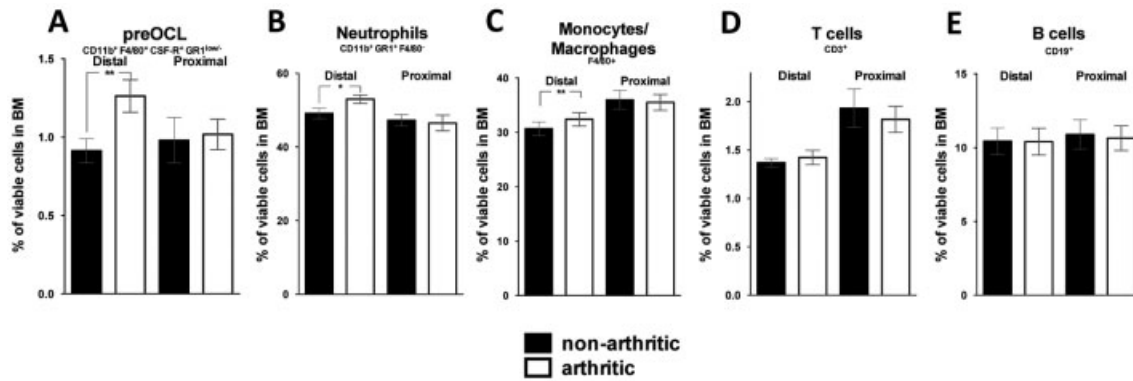 A
preOCL
CD11b⁺ F4/80⁺ CSF-R⁺ GR1ˡᵒʷ/⁻
Distal
Proximal
**
% of viable cells in BM
1.5
1.0
0.5
0.0
B
Neutrophils
CD11b⁺ GR1⁺ F4/80⁻
Distal
Proximal
*
% of viable cells in BM
60
40
20
0
C
Monocytes/
Macrophages
F4/80+
Distal
Proximal
**
% of viable cells in BM
40
30
20
10
0
D
T cells
CD3⁺
Distal
Proximal
% of viable cells in BM
2.0
1.5
1.0
0.5
0.0
E
B cells
CD19⁺
Distal
Proximal
% of viable cells in BM
15
10
5
0
non-arthritic
arthritic